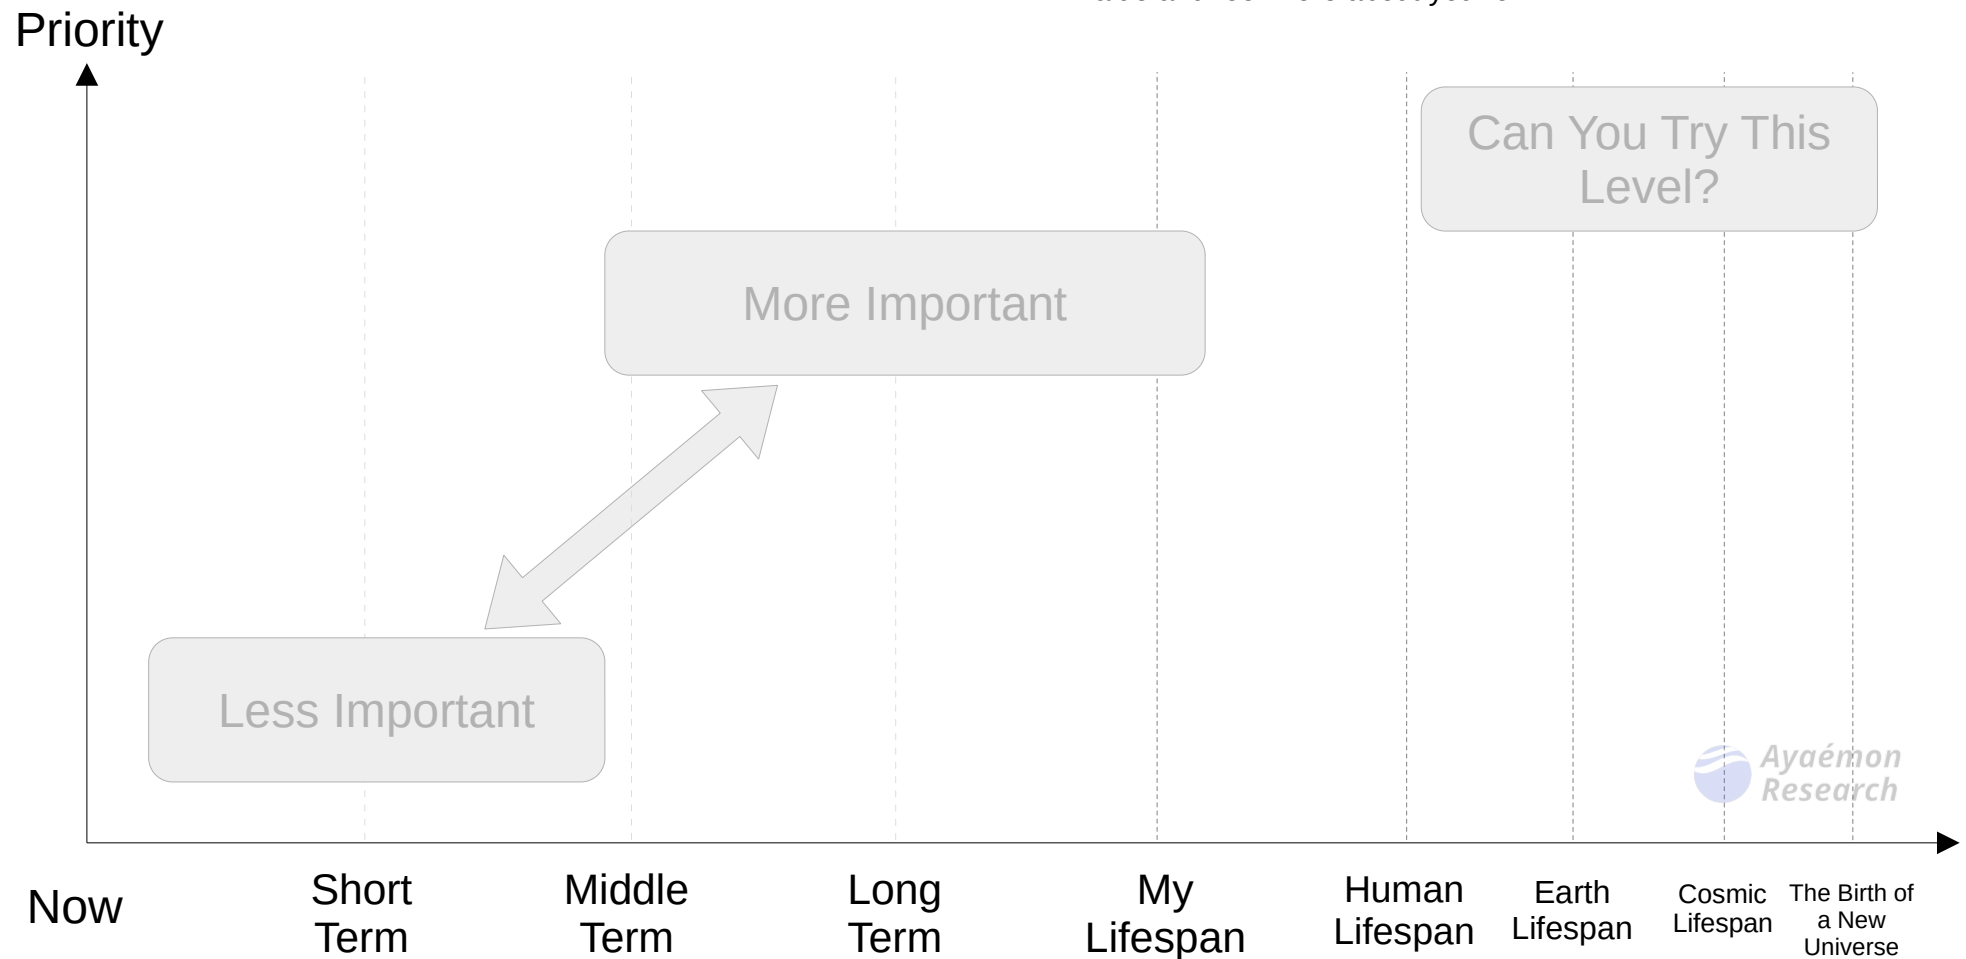 Priority
Can You Try This
Level?
More Important
Less Important
Ayaémon
Research
Now
Short
Term
Middle
Term
Long
Term
My
Lifespan
Human
Lifespan
Earth
Lifespan
Cosmic
Lifespan
The Birth of
a New
Universe